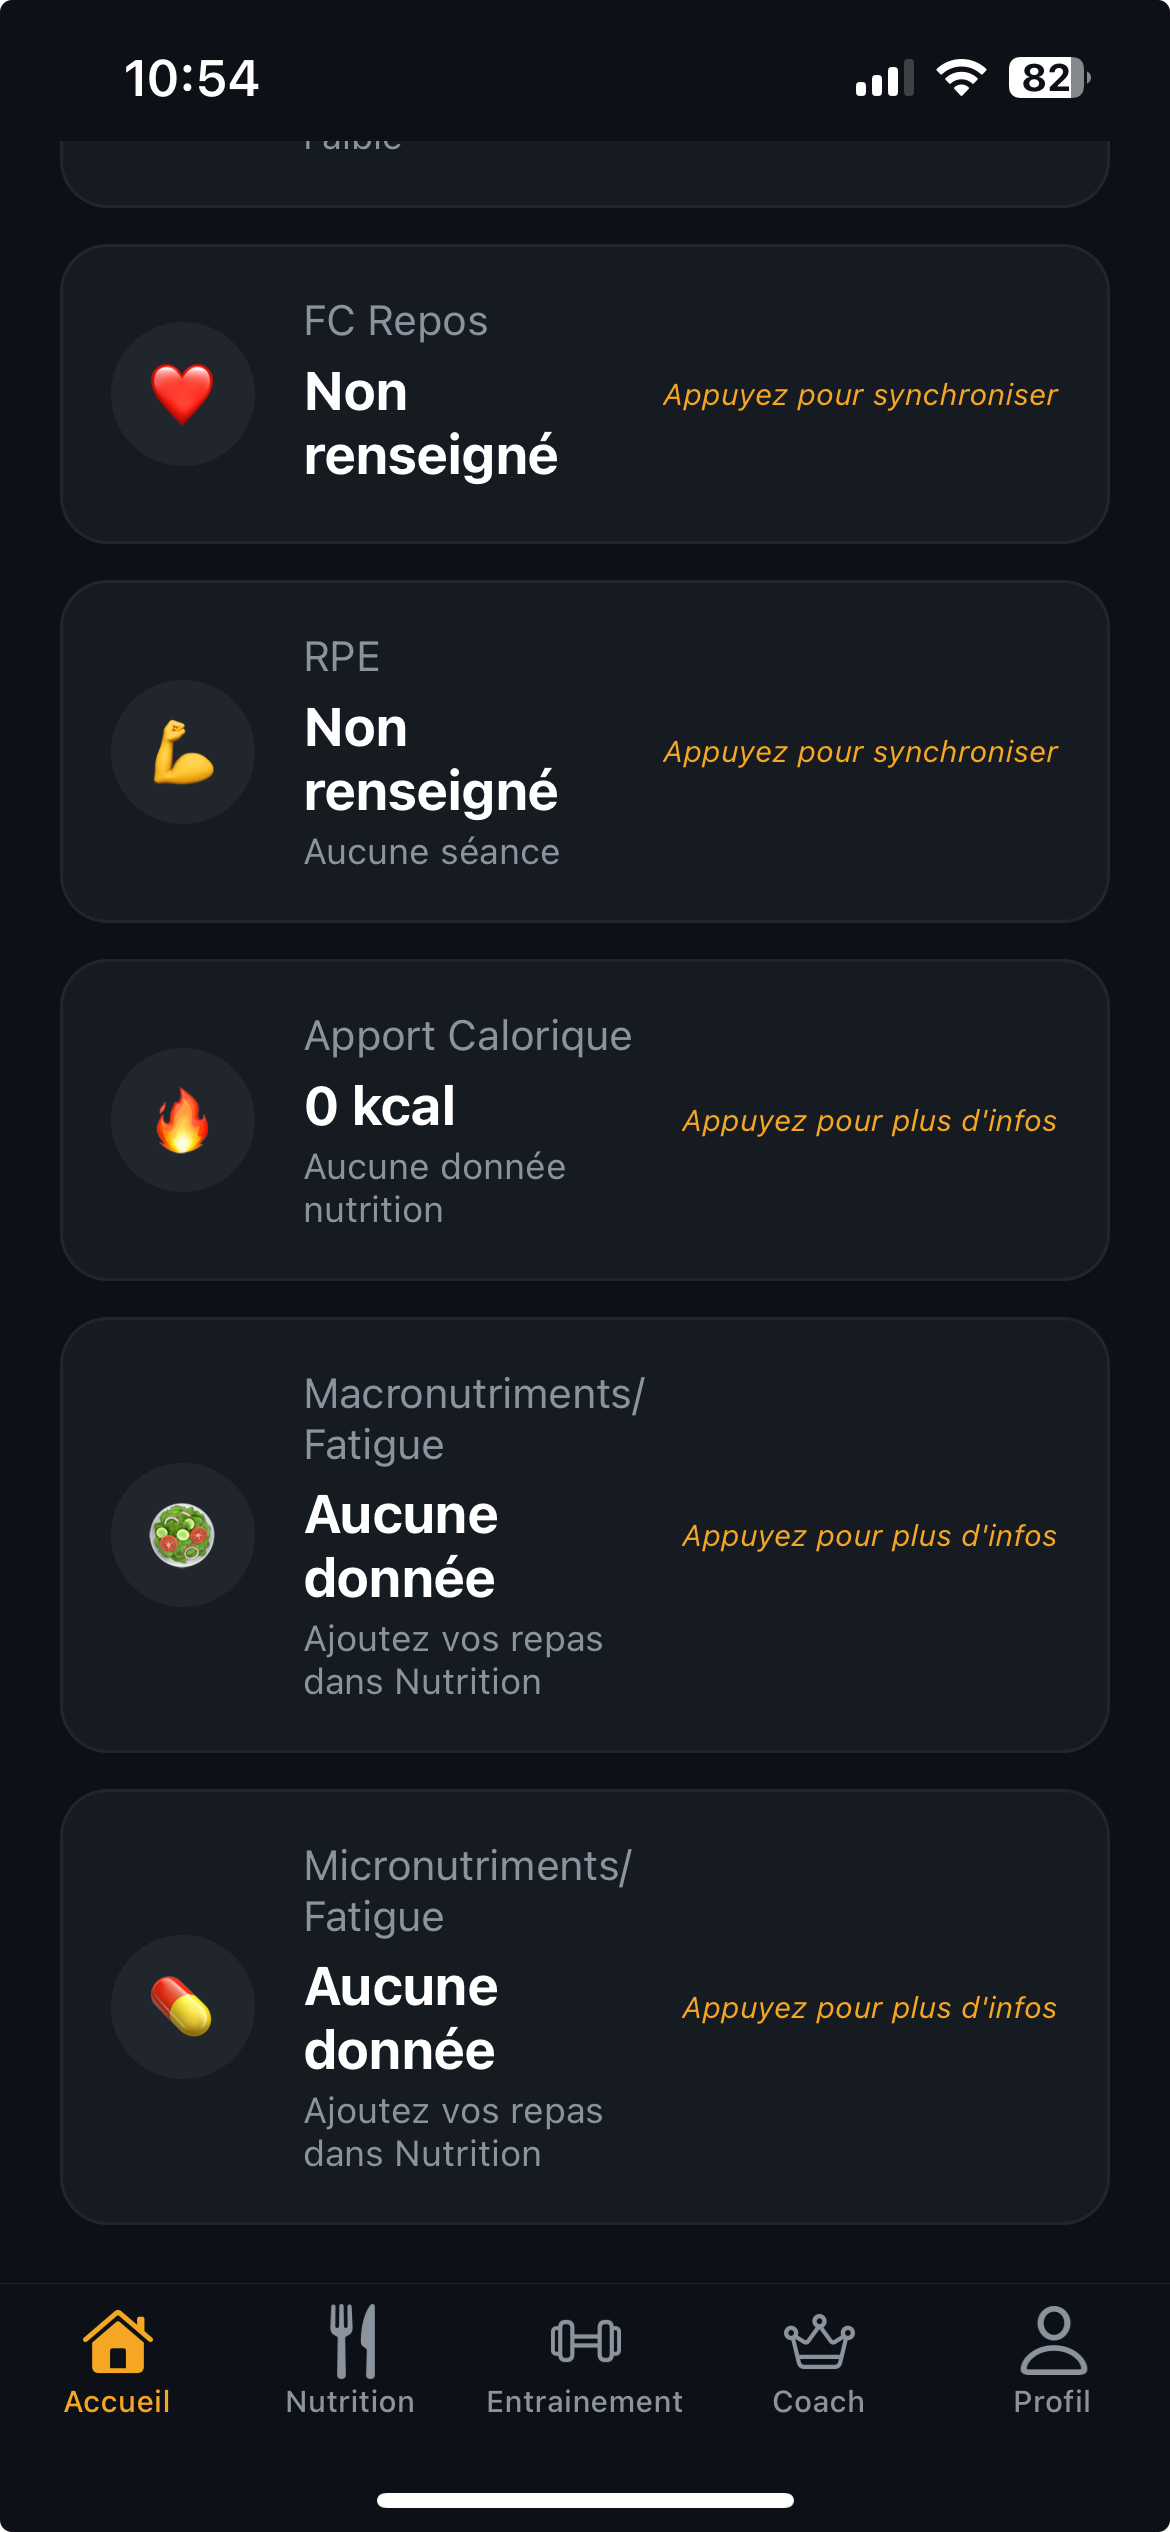 10:54
82
FC Repos
Non
renseigné
Appuyez pour synchroniser
RPE
Non
renseigné
Aucune séance
Appuyez pour synchroniser
Apport Calorique
0 kcal
Aucune donnée
nutrition
Appuyez pour plus d'infos
Macronutriments/
Fatigue
Aucune
donnée
Ajoutez vos repas
dans Nutrition
Appuyez pour plus d'infos
Micronutriments/
Fatigue
Aucune
donnée
Ajoutez vos repas
dans Nutrition
Appuyez pour plus d'infos
Accueil
Nutrition
Entrainement
Coach
Profil